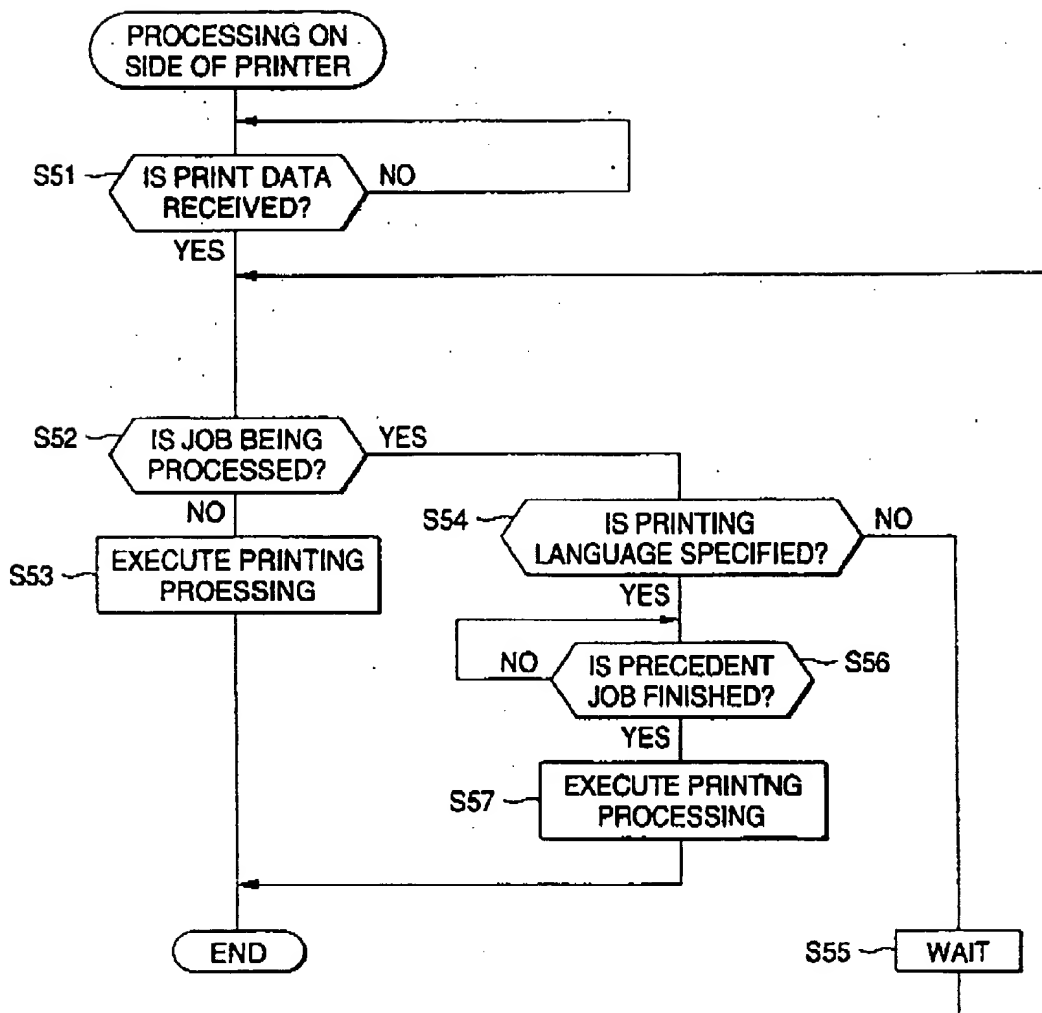 PROCESSING ON
SIDE OF PRINTER
S51
IS PRINT DATA
RECEIVED?
NO
YES
S52
IS JOB BEING
PROCESSED?
YES
NO
S53
EXECUTE PRINTING
PROESSING
S54
IS PRINTING
LANGUAGE SPECIFIED?
NO
YES
NO
IS PRECEDENT
JOB FINISHED?
S56
YES
S57
EXECUTE PRINTNG
PROCESSING
END
S55
WAIT